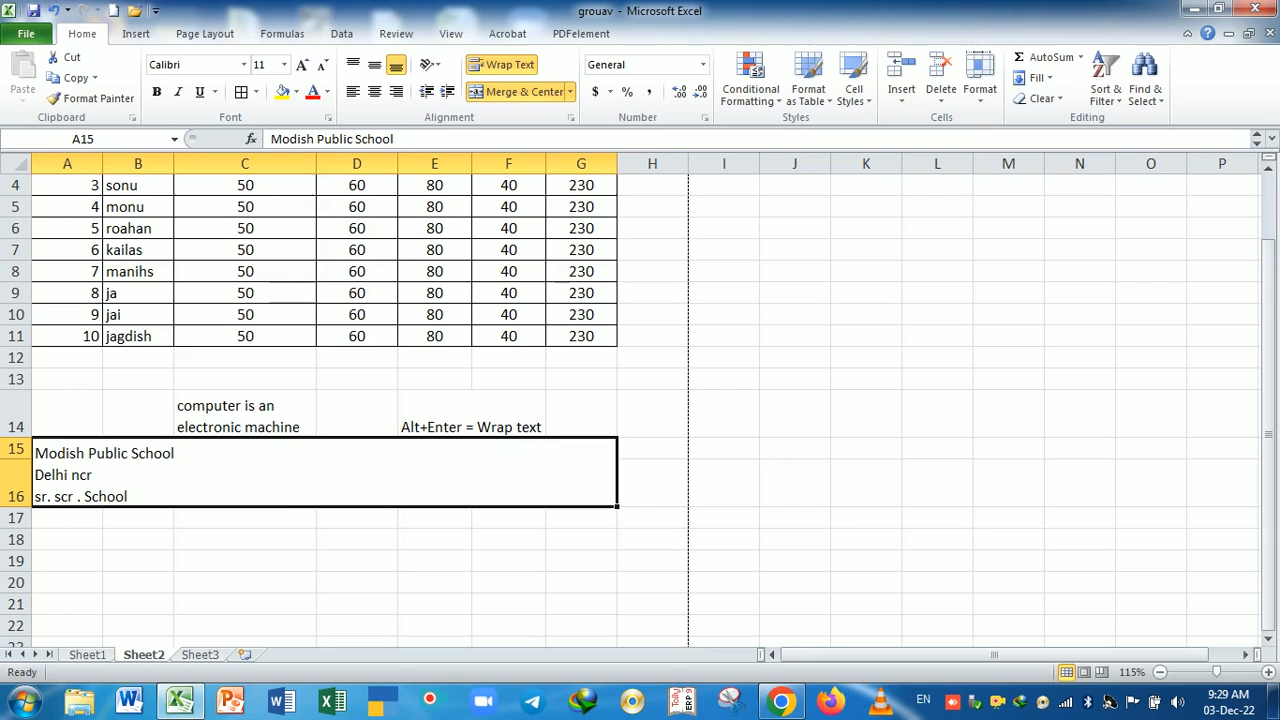 grouav - Microsoft Excel
File Home Insert Page Layout Formulas Data Review View Acrobat PDFelement
Cut
Copy
Format Painter
Paste
Clipboard
Calibri 11
B I U A
Font
Wrap Text
Merge & Center
Alignment
General
$ % ,
Number
Conditional Formatting
Format as Table
Cell Styles
Styles
Insert Delete Format
Cells
AutoSum
Fill
Clear
Sort & Filter
Find & Select
Editing
A15 fx Modish Public School
A B C D E F G H I J K L M N O P
4 3 sonu 50 60 80 40 230
5 4 monu 50 60 80 40 230
6 5 roahan 50 60 80 40 230
7 6 kailas 50 60 80 40 230
8 7 manihs 50 60 80 40 230
9 8 ja 50 60 80 40 230
10 9 jai 50 60 80 40 230
11 10 jagdish 50 60 80 40 230
12
13
computer is an
14 electronic machine Alt+Enter = Wrap text
15 Modish Public School
Delhi ncr
16 sr. scr . School
17
18
19
20
21
22
Sheet1 Sheet2 Sheet3
Ready 115%
EN 9:29 AM
03-Dec-22